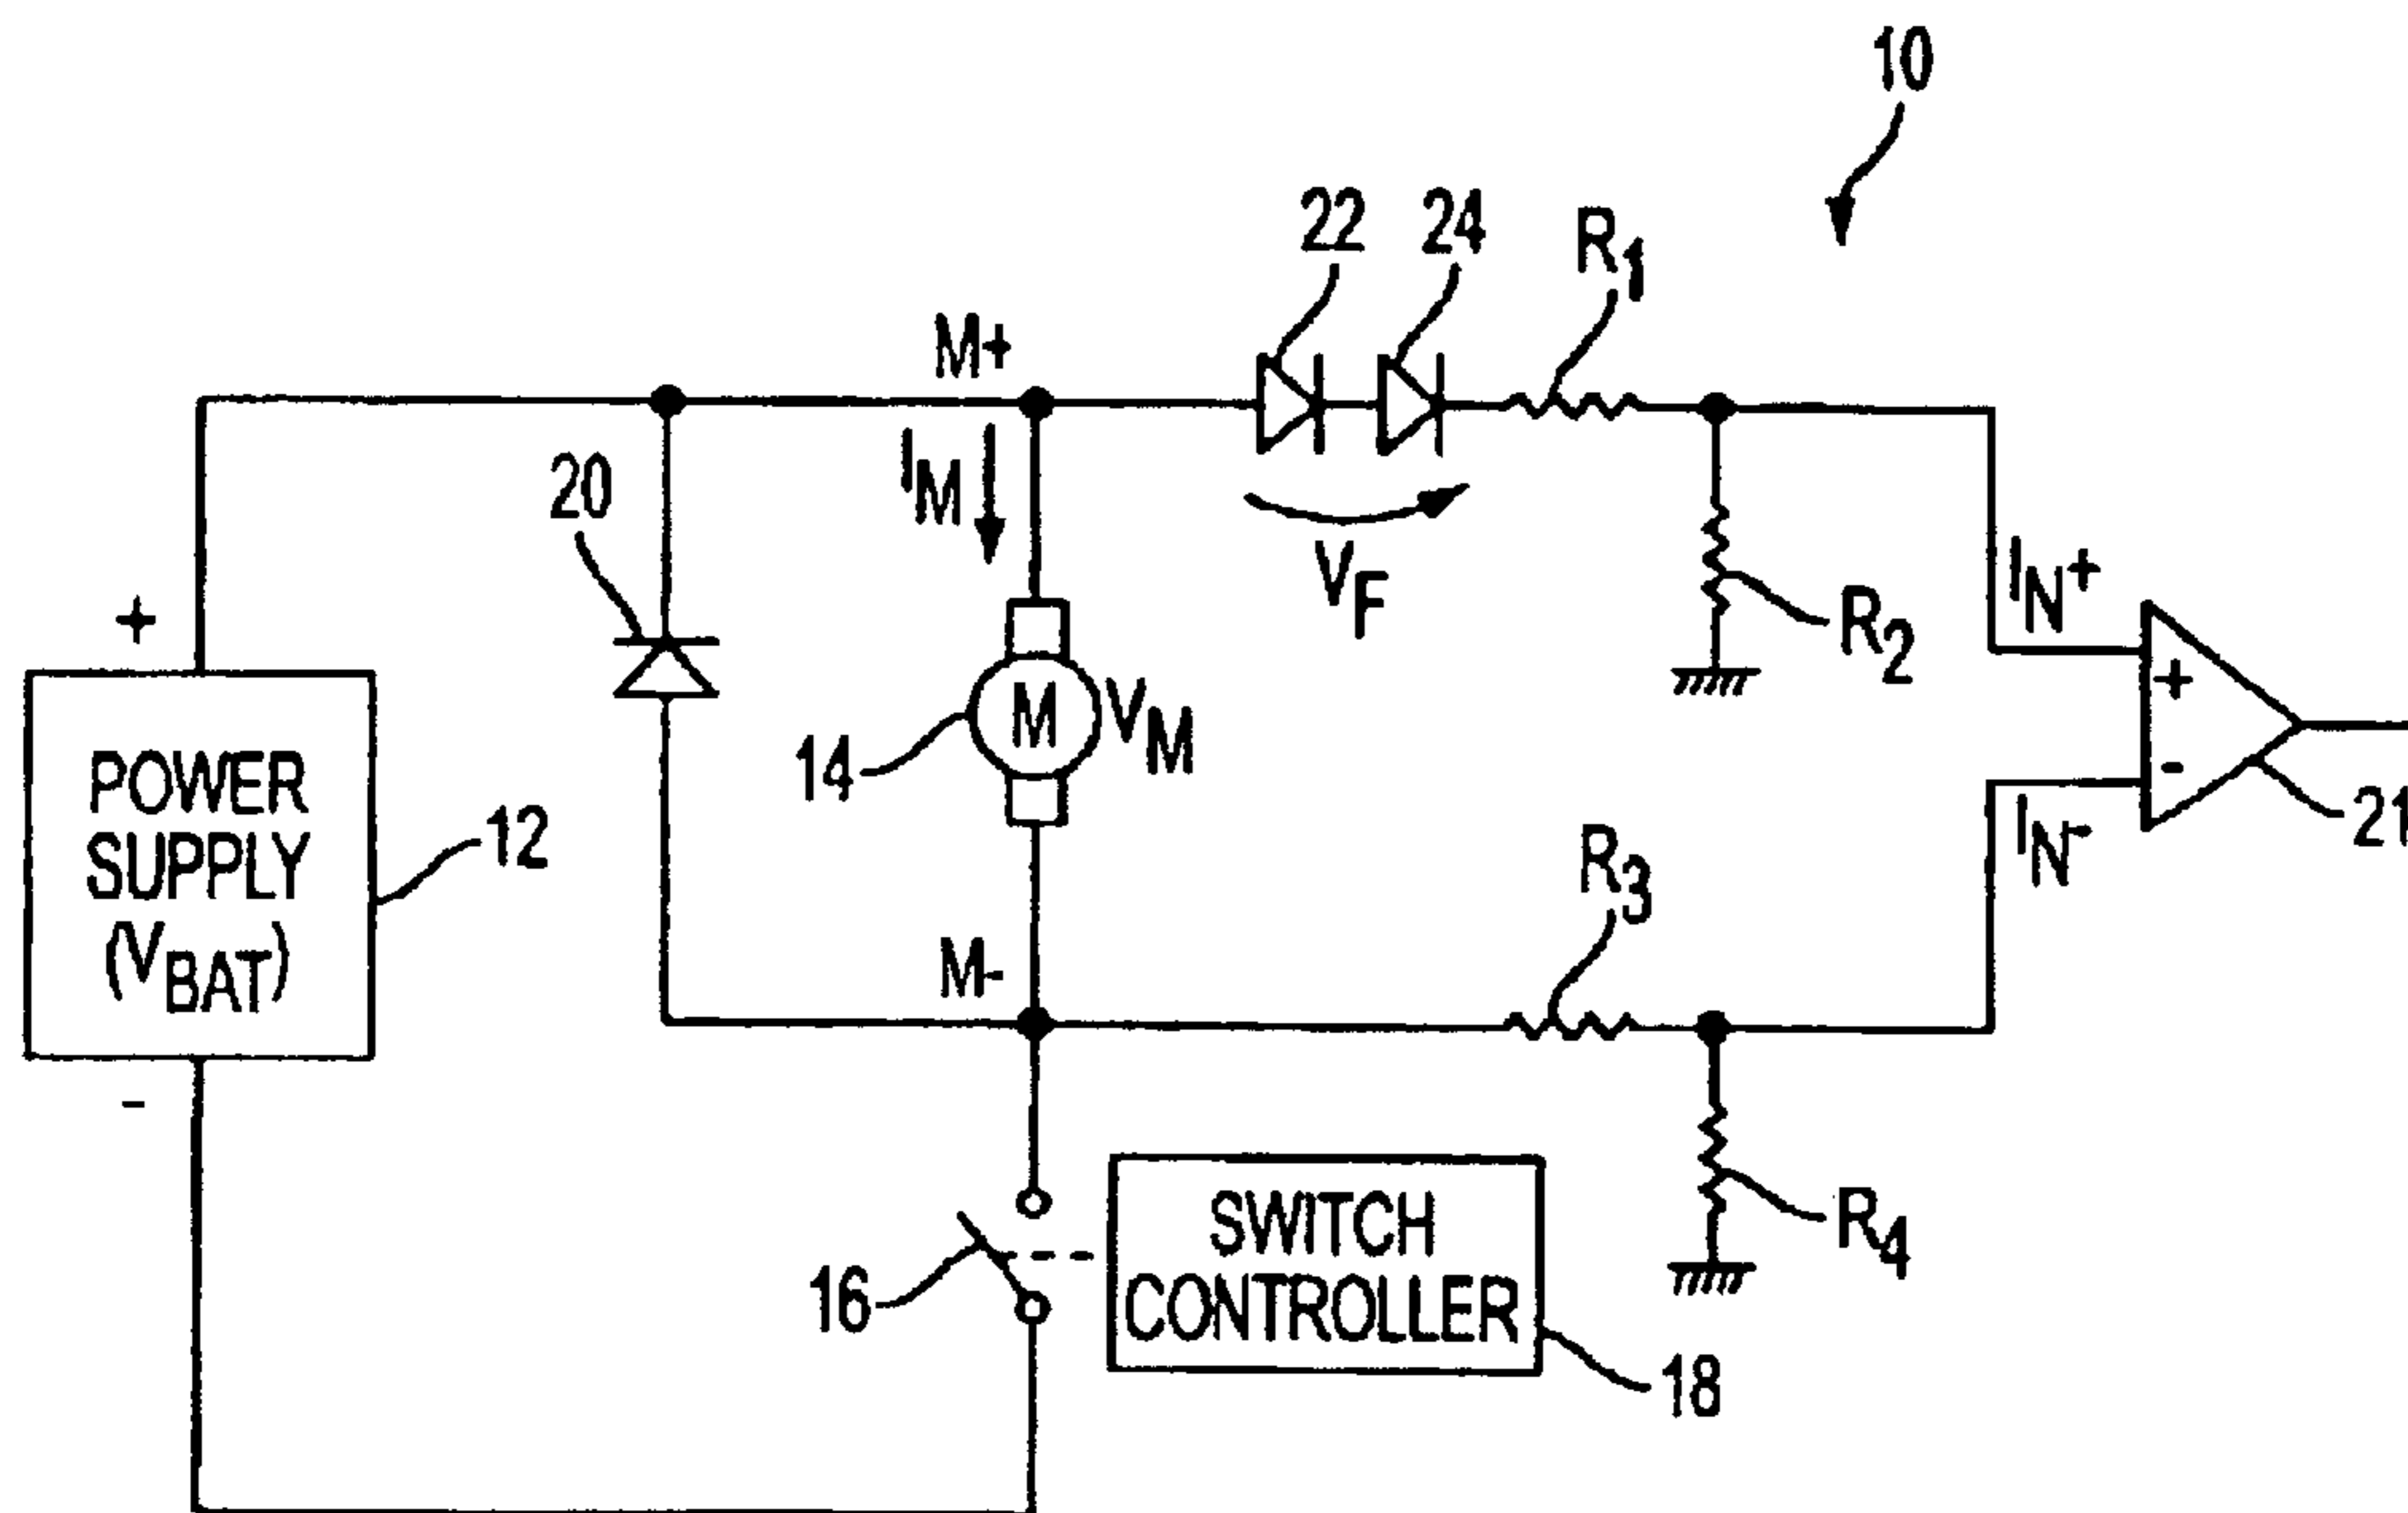 10
22
24
R1
M+
IM
20
VF
IN+
R2
+
+
M
VM
14
POWER
SUPPLY
(VBAT)
12
-
21
IN-
R3
M-
-
SWITCH
CONTROLLER
16
R4
18